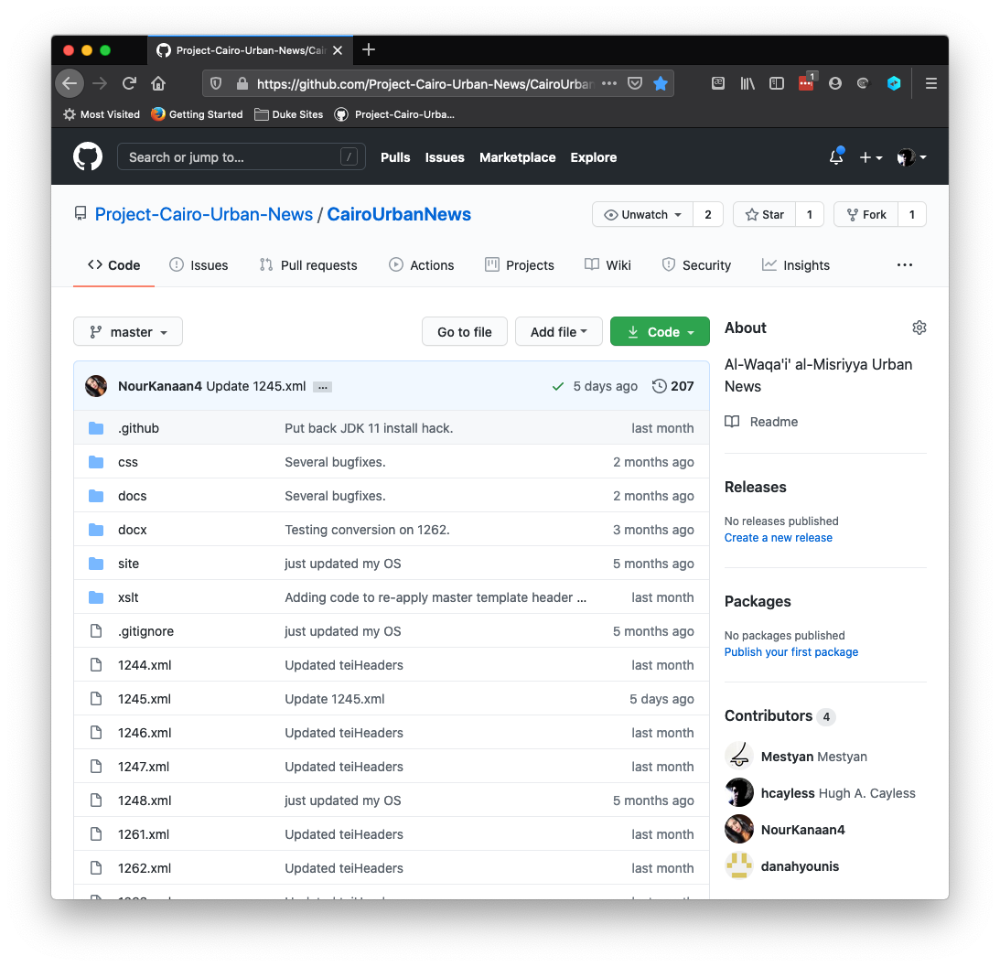 Project-Cairo-Urban-News/Cair
https://github.com/Project-Cairo-Urban-News/CairoUrban
1
Most Visited Getting Started Duke Sites Project-Cairo-Urba...
Search or jump to... / Pulls Issues Marketplace Explore
Project-Cairo-Urban-News / CairoUrbanNews Unwatch 2 Star 1 Fork 1
Code Issues Pull requests Actions Projects Wiki Security Insights ...
master Go to file Add file Code
NourKanaan4 Update 1245.xml ... 5 days ago 207
.github Put back JDK 11 install hack. last month
css Several bugfixes. 2 months ago
docs Several bugfixes. 2 months ago
docx Testing conversion on 1262. 3 months ago
site just updated my OS 5 months ago
xslt Adding code to re-apply master template header ... last month
.gitignore just updated my OS 5 months ago
1244.xml Updated teiHeaders last month
1245.xml Update 1245.xml 5 days ago
1246.xml Updated teiHeaders last month
1247.xml Updated teiHeaders last month
1248.xml just updated my OS 5 months ago
1261.xml Updated teiHeaders last month
1262.xml Updated teiHeaders last month
About
Al-Waqa'i' al-Misriyya Urban
News
Readme
Releases
No releases published
Create a new release
Packages
No packages published
Publish your first package
Contributors 4
Mestyan Mestyan
hcayless Hugh A. Cayless
NourKanaan4
danahyounis